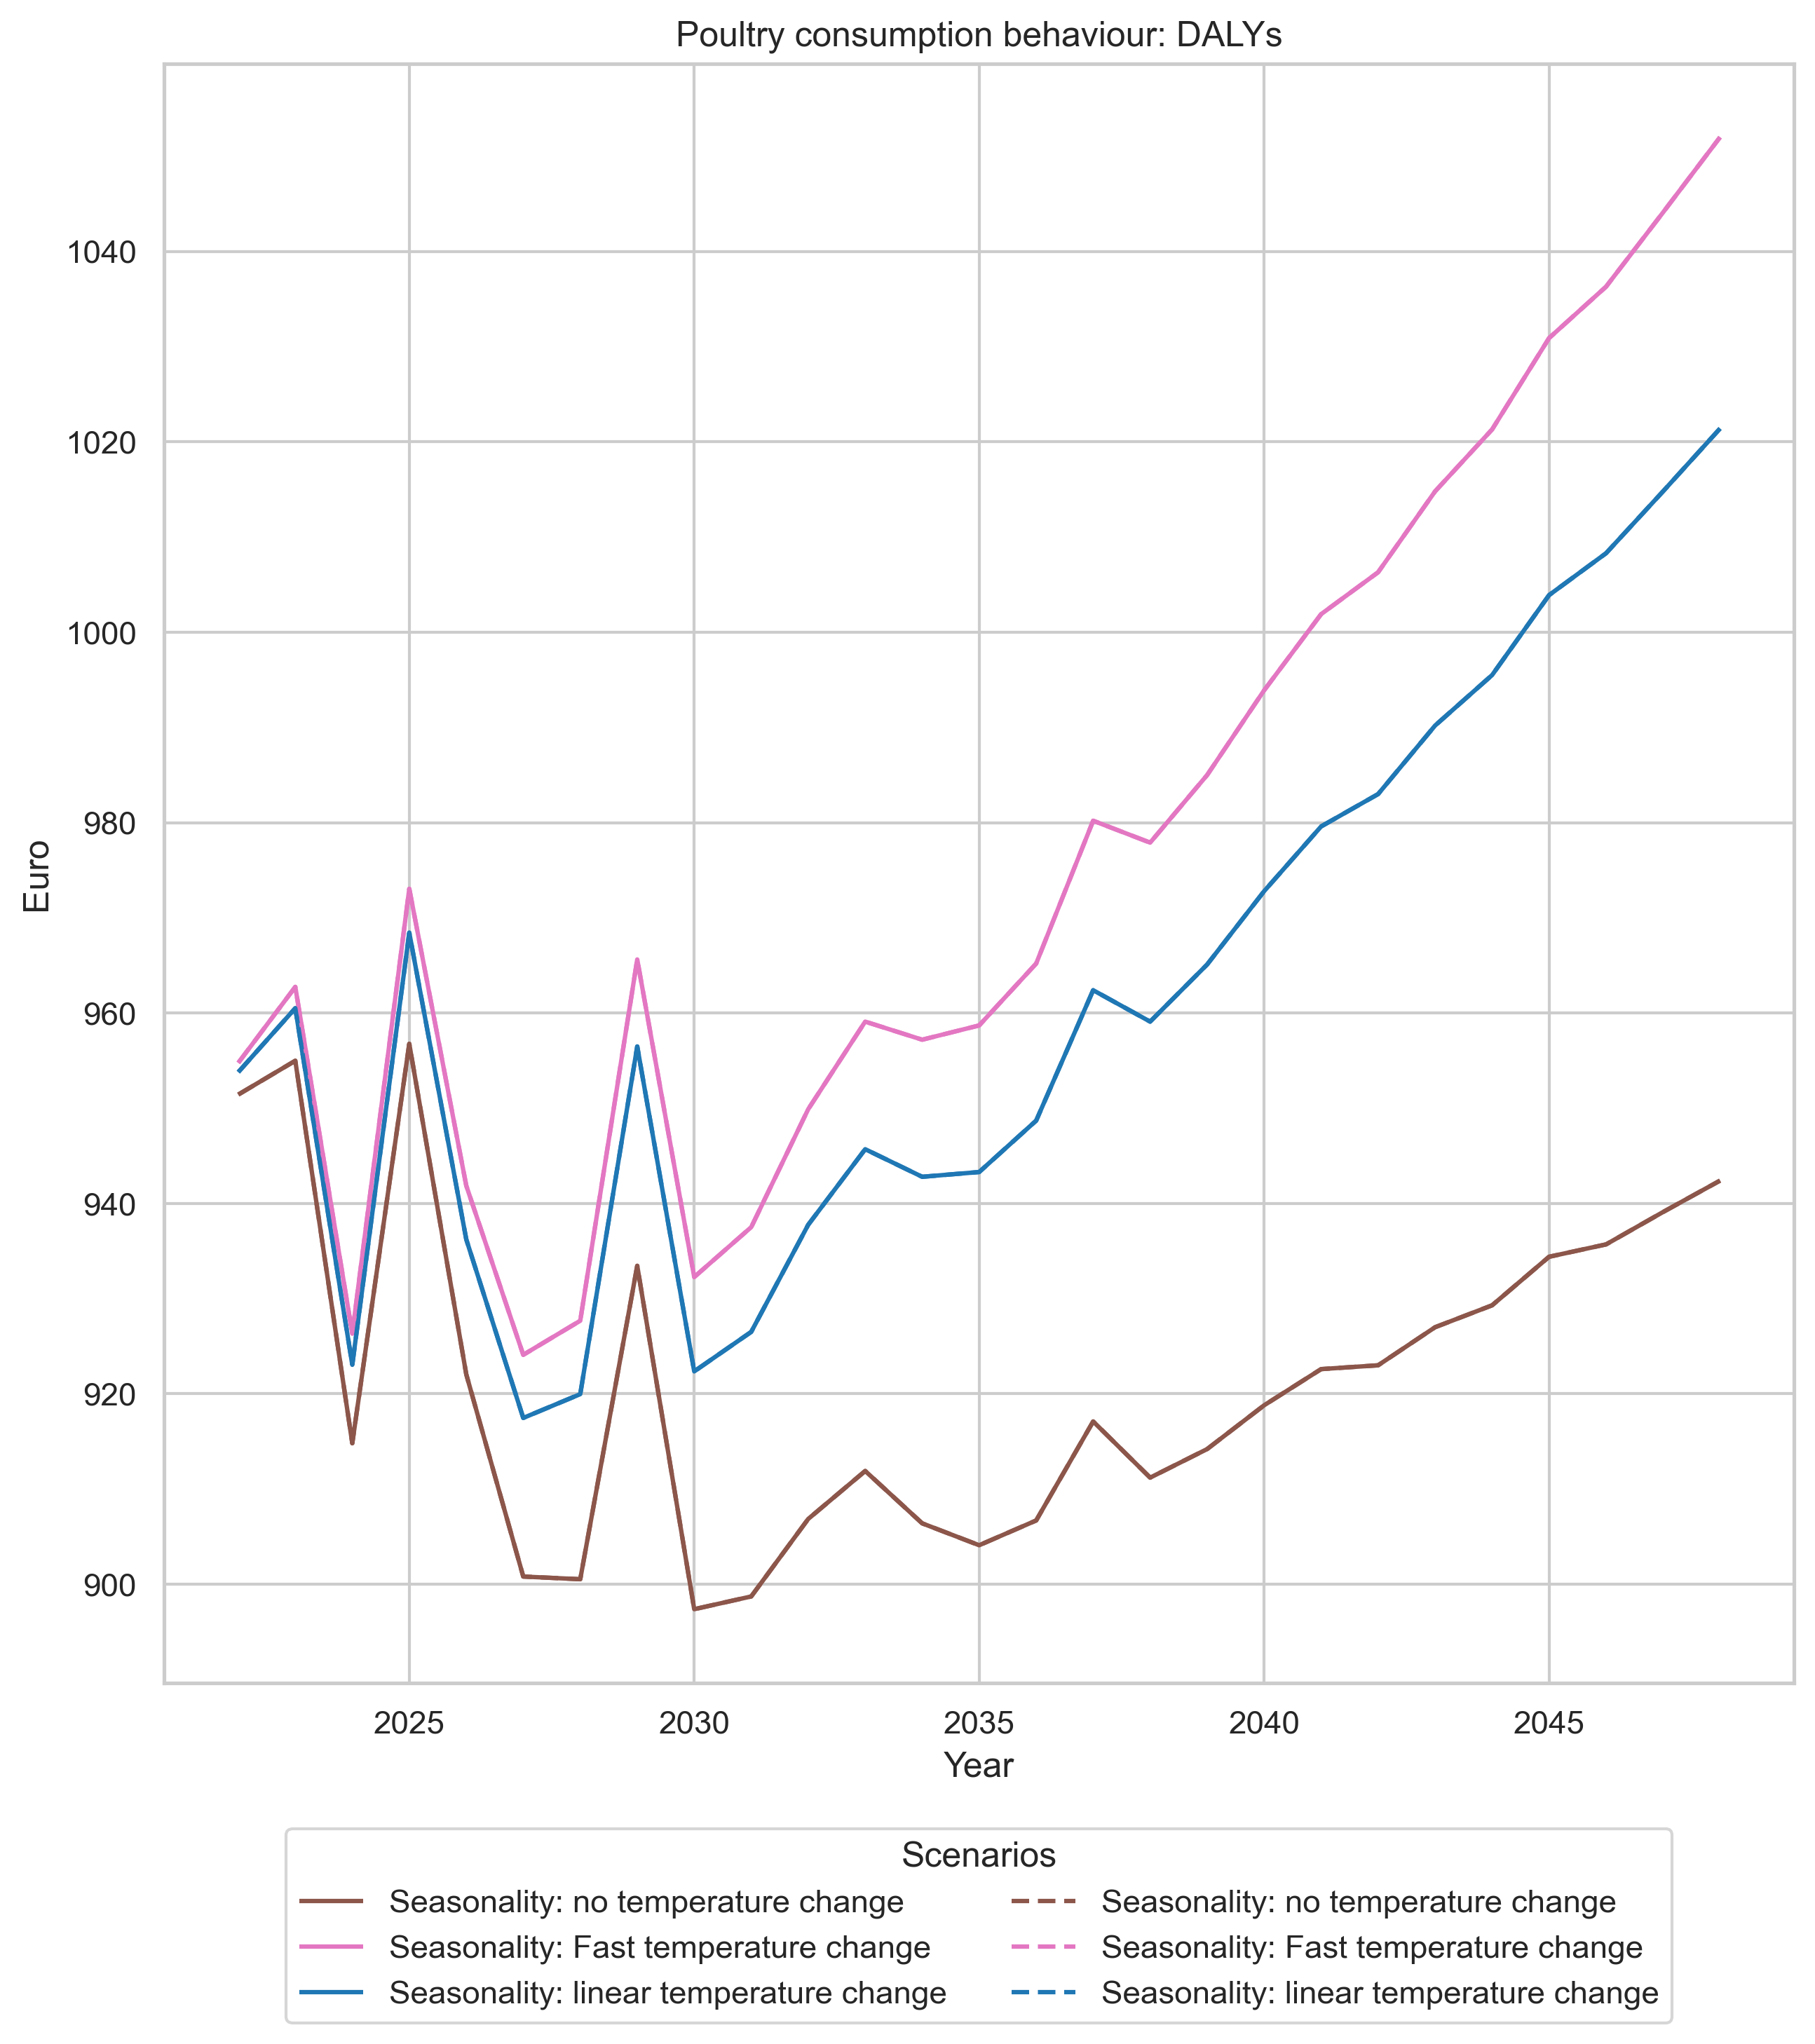 Poultry consumption behaviour: DALYs
1040
1020
1000
980
960
940
920
900
Euro
2025 2030 2035 2040 2045
Year
Scenarios
Seasonality: no temperature change Seasonality: no temperature change
Seasonality: Fast temperature change Seasonality: Fast temperature change
Seasonality: linear temperature change Seasonality: linear temperature change